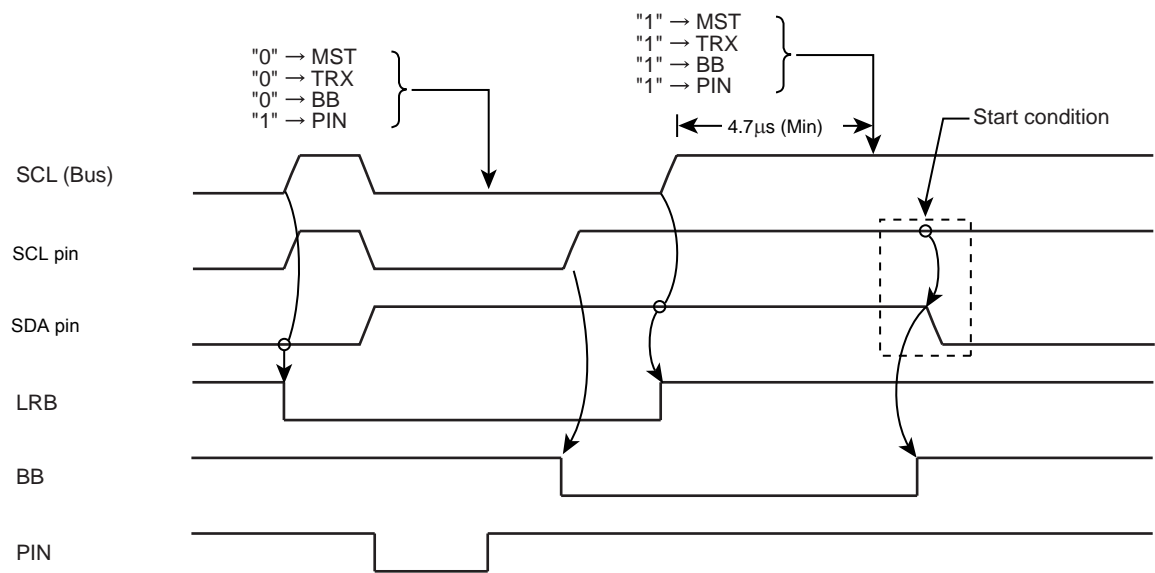 "0" → MST
"0" → TRX
"0" → BB
"1" → PIN
"1" → MST
"1" → TRX
"1" → BB
"1" → PIN
4.7μs (Min)
Start condition
SCL (Bus)
SCL pin
SDA pin
LRB
BB
PIN